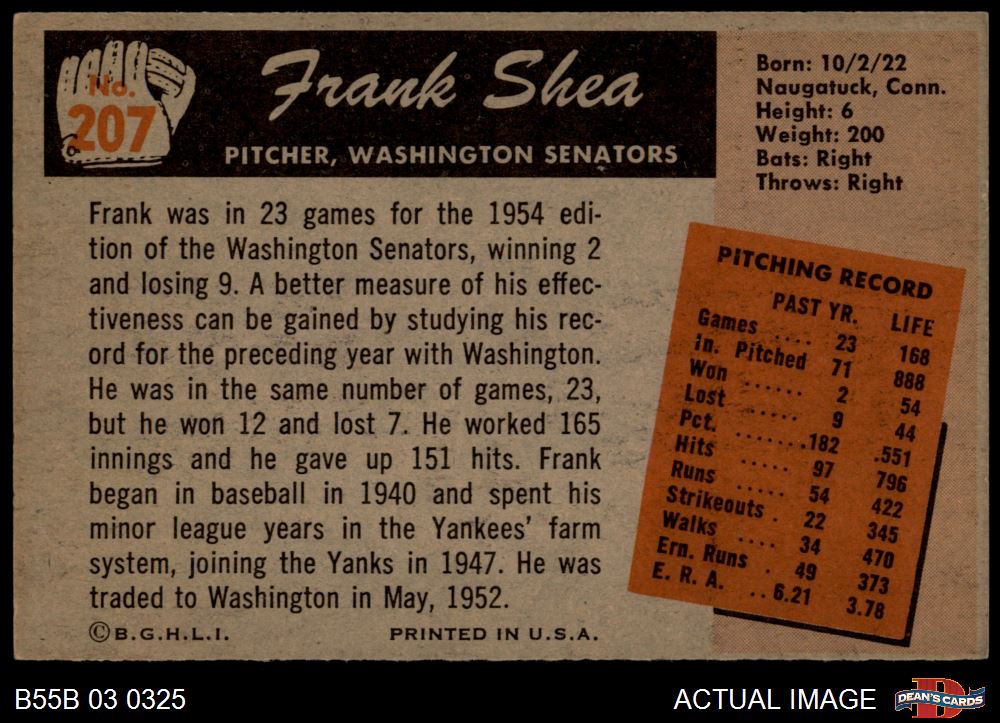 No.
207
Frank Shea
PITCHER, WASHINGTON SENATORS
Born: 10/2/22
Naugatuck, Conn.
Height: 6
Weight: 200
Bats: Right
Throws: Right
Frank was in 23 games for the 1954 edi-
tion of the Washington Senators, winning 2
and losing 9. A better measure of his effec-
tiveness can be gained by studying his rec-
ord for the preceding year with Washington.
He was in the same number of games, 23,
but he won 12 and lost 7. He worked 165
innings and he gave up 151 hits. Frank
began in baseball in 1940 and spent his
minor league years in the Yankees' farm
system, joining the Yanks in 1947. He was
traded to Washington in May, 1952.
©B.G.H.L.I. PRINTED IN U.S.A.
PITCHING RECORD
PAST YR. LIFE
Games .... 23 168
In. Pitched 71 888
Won ...... 2 54
Lost ..... 9 44
Pct. .......182 .551
Hits ..... 97 796
Runs ..... 54 422
Strikeouts . 22 345
Walks .... 34 470
Ern. Runs . 49 373
E. R. A. ..6.21 3.78
B55B 03 0325 ACTUAL IMAGE
D
DEAN'S CARDS